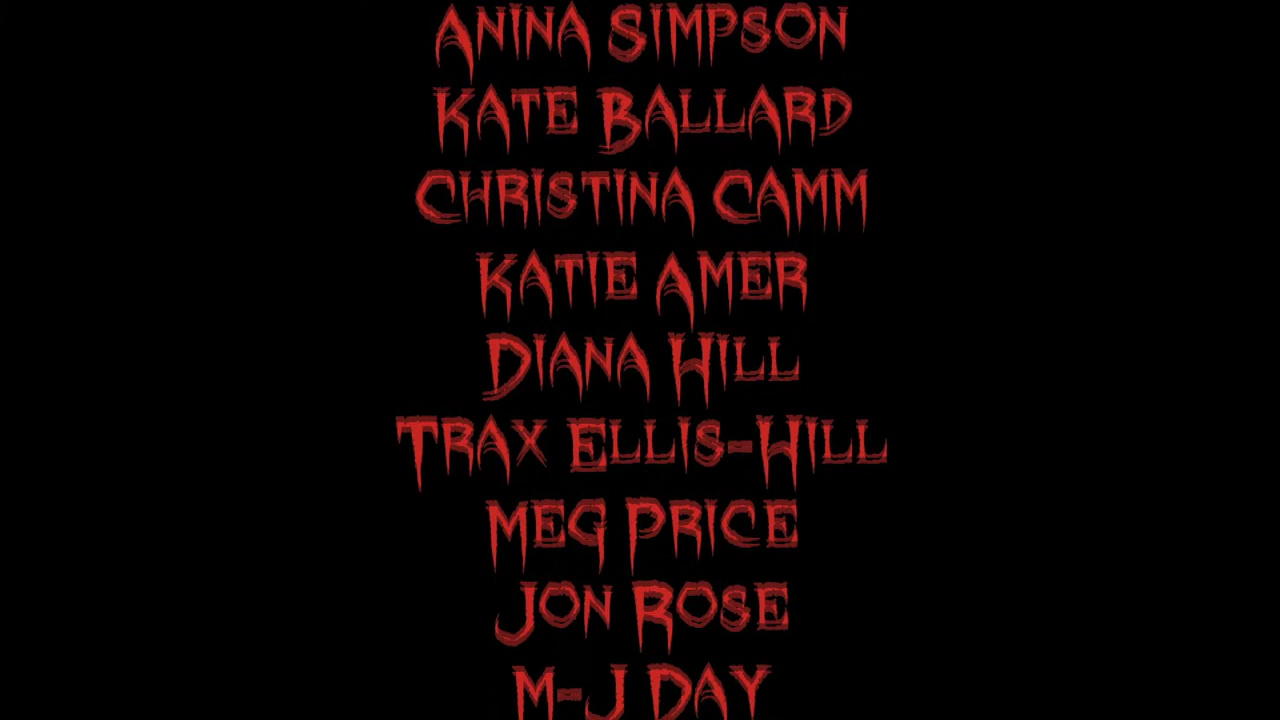 Anina Simpson
Kate Ballard
Christina Camm
Katie Amer
Diana Hill
Trax Ellis-Hill
Meg Price
Jon Rose
M-J Day